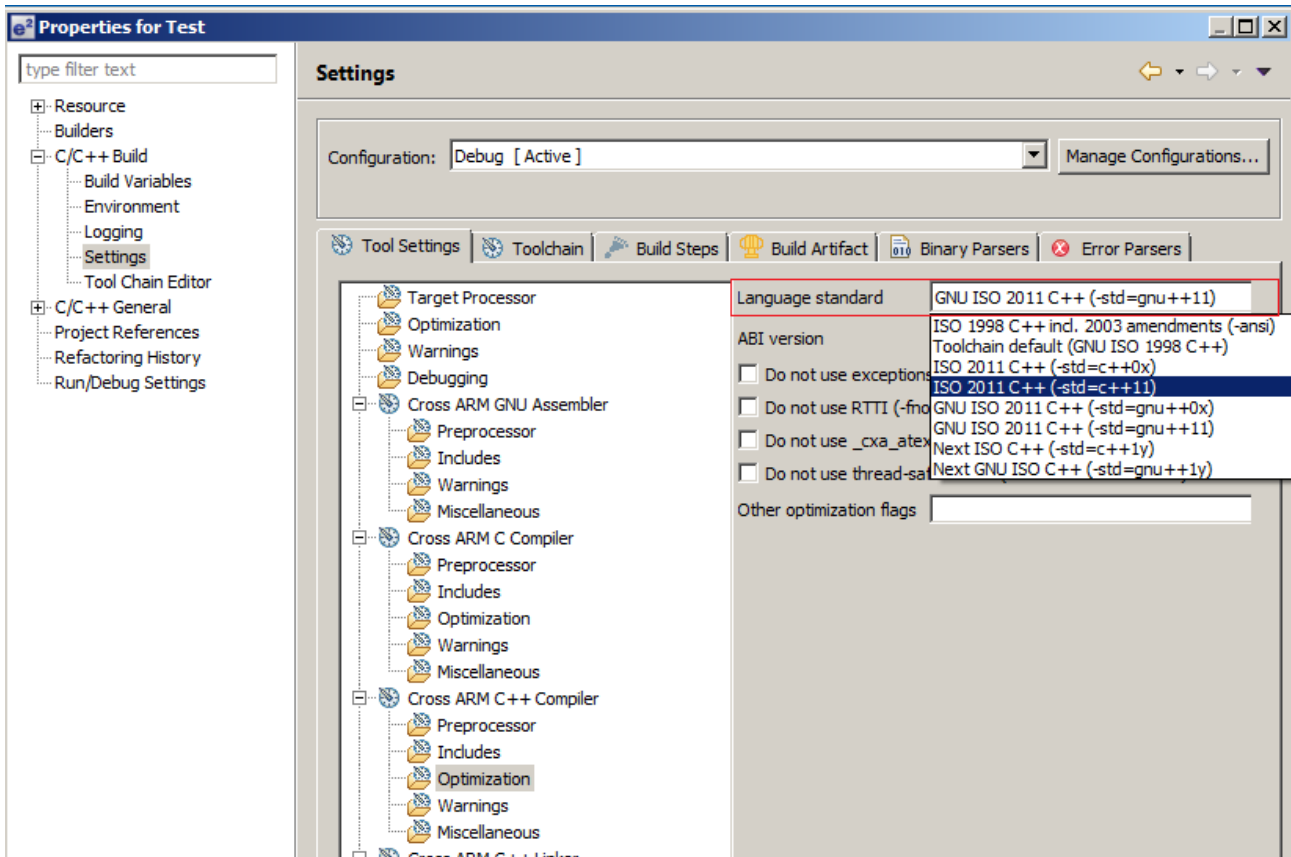 e² Properties for Test
type filter text
Resource
Builders
C/C++ Build
Build Variables
Environment
Logging
Settings
Tool Chain Editor
C/C++ General
Project References
Refactoring History
Run/Debug Settings
Settings
Configuration:
Debug [ Active ]
Manage Configurations...
Tool Settings
Toolchain
Build Steps
Build Artifact
Binary Parsers
Error Parsers
Target Processor
Optimization
Warnings
Debugging
Cross ARM GNU Assembler
Preprocessor
Includes
Warnings
Miscellaneous
Cross ARM C Compiler
Preprocessor
Includes
Optimization
Warnings
Miscellaneous
Cross ARM C++ Compiler
Preprocessor
Includes
Optimization
Warnings
Miscellaneous
Cross ARM C++ Linker
Language standard
GNU ISO 2011 C++ (-std=gnu++11)
ISO 1998 C++ incl. 2003 amendments (-ansi)
Toolchain default (GNU ISO 1998 C++)
ISO 2011 C++ (-std=c++0x)
ISO 2011 C++ (-std=c++11)
GNU ISO 2011 C++ (-std=gnu++0x)
GNU ISO 2011 C++ (-std=gnu++11)
Next ISO C++ (-std=c++1y)
Next GNU ISO C++ (-std=gnu++1y)
ABI version
Do not use exceptions
Do not use RTTI (-fno
Do not use _cxa_atex
Do not use thread-saf
Other optimization flags